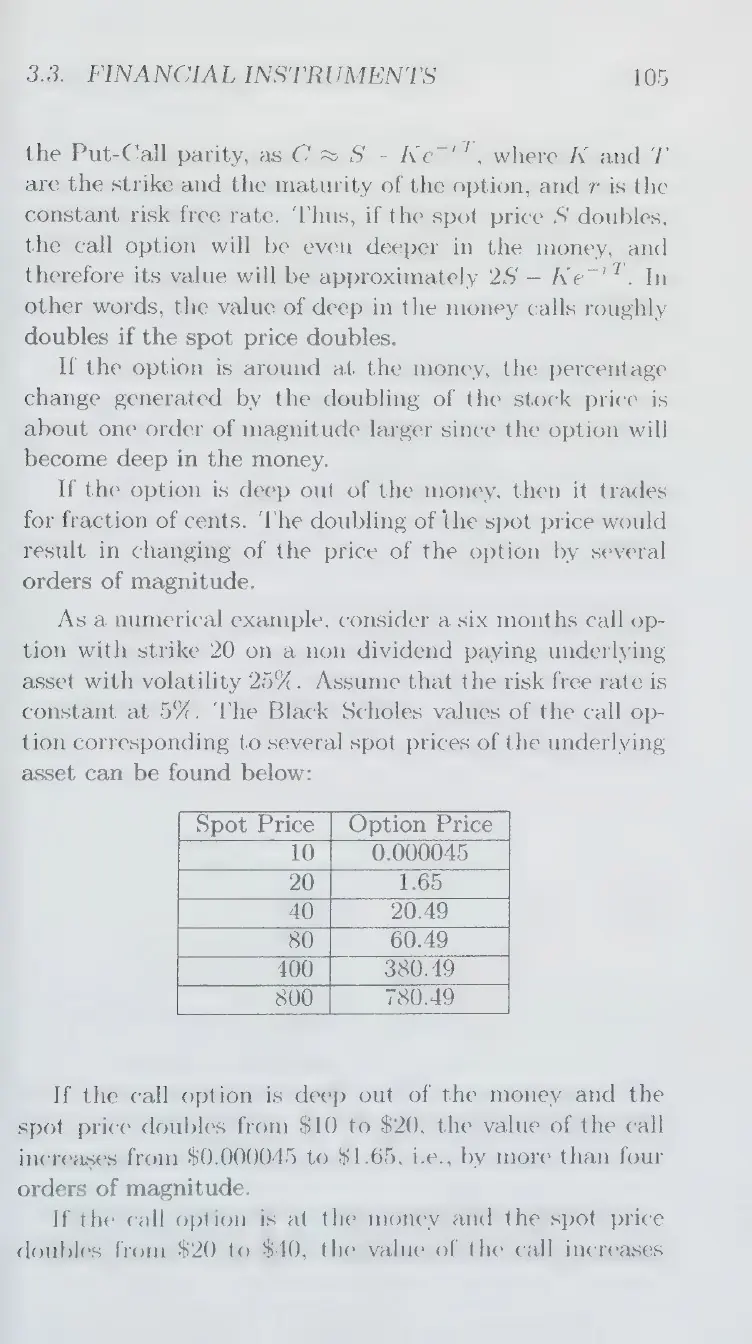 3.3. FINANCIAL INSTRUMENTS 105
the Put-Call parity, as C ≈ S - Ke^{-rT}, where K and T
are the strike and the maturity of the option, and r is the
constant risk free rate. Thus, if the spot price S doubles,
the call option will be even deeper in the money, and
therefore its value will be approximately 2S − Ke^{-rT}. In
other words, the value of deep in the money calls roughly
doubles if the spot price doubles.
If the option is around at the money, the percentage
change generated by the doubling of the stock price is
about one order of magnitude larger since the option will
become deep in the money.
If the option is deep out of the money, then it trades
for fraction of cents. The doubling of the spot price would
result in changing of the price of the option by several
orders of magnitude.
As a numerical example, consider a six months call op-
tion with strike 20 on a non dividend paying underlying
asset with volatility 25%. Assume that the risk free rate is
constant at 5%. The Black Scholes values of the call op-
tion corresponding to several spot prices of the underlying
asset can be found below:
Spot Price Option Price
10 0.000045
20 1.65
40 20.49
80 60.49
400 380.49
800 780.49
If the call option is deep out of the money and the
spot price doubles from $10 to $20, the value of the call
increases from $0.000045 to $1.65, i.e., by more than four
orders of magnitude.
If the call option is at the money and the spot price
doubles from $20 to $40, the value of the call increases